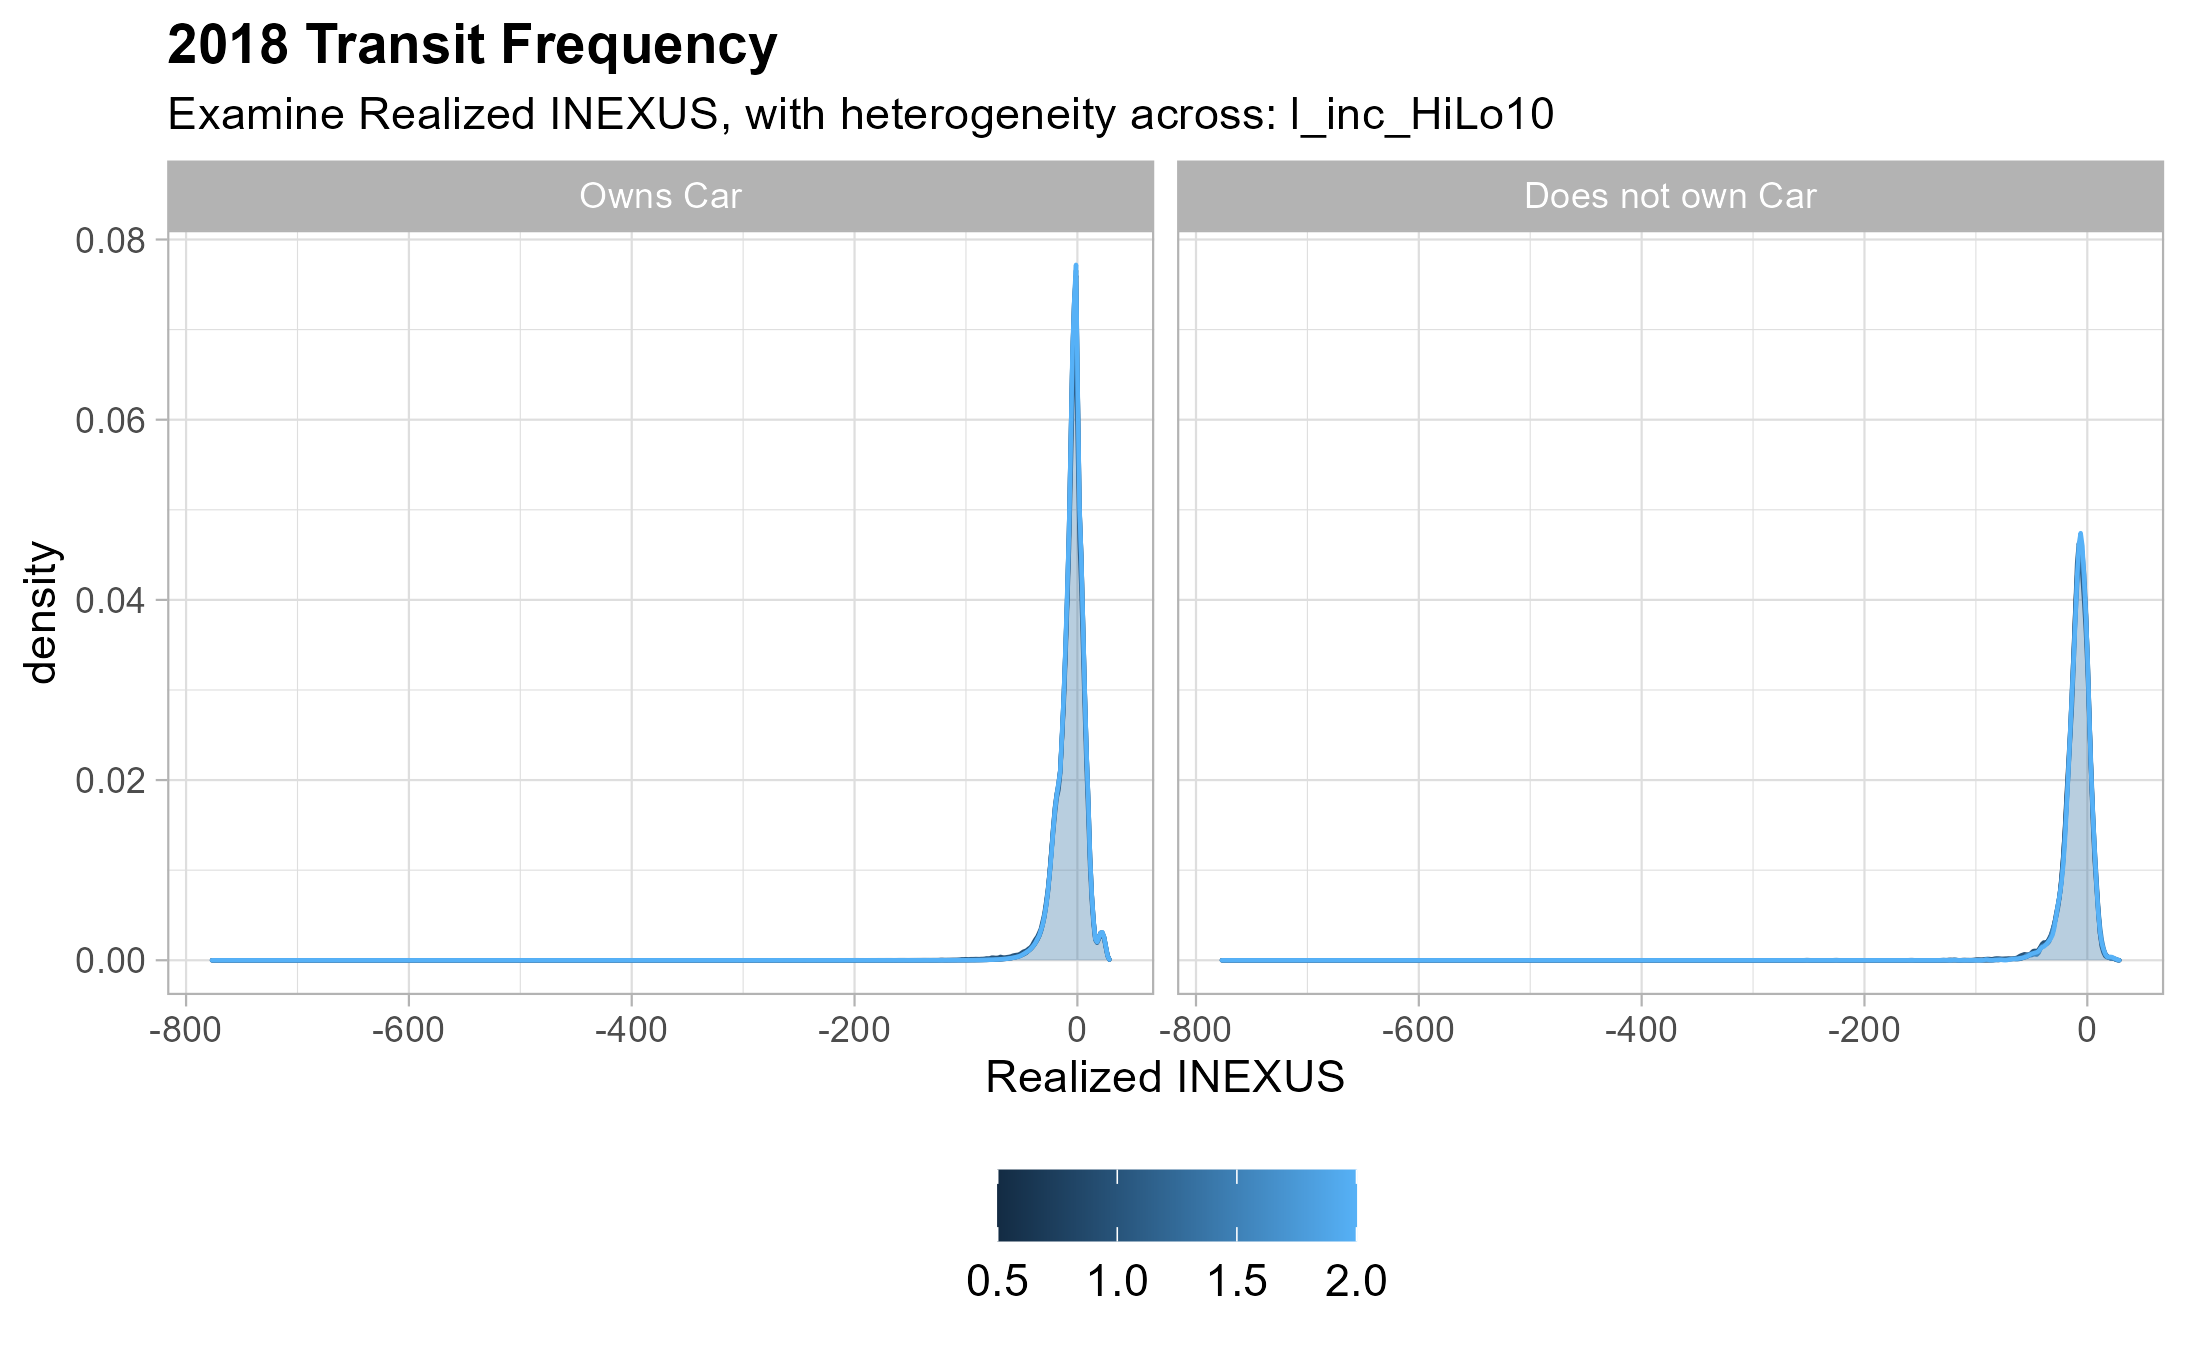 2018 Transit Frequency
Examine Realized INEXUS, with heterogeneity across: l_inc_HiLo10
Owns Car
Does not own Car
density
0.08
0.06
0.04
0.02
0.00
-800 -600 -400 -200 0
-800 -600 -400 -200 0
Realized INEXUS
0.5 1.0 1.5 2.0